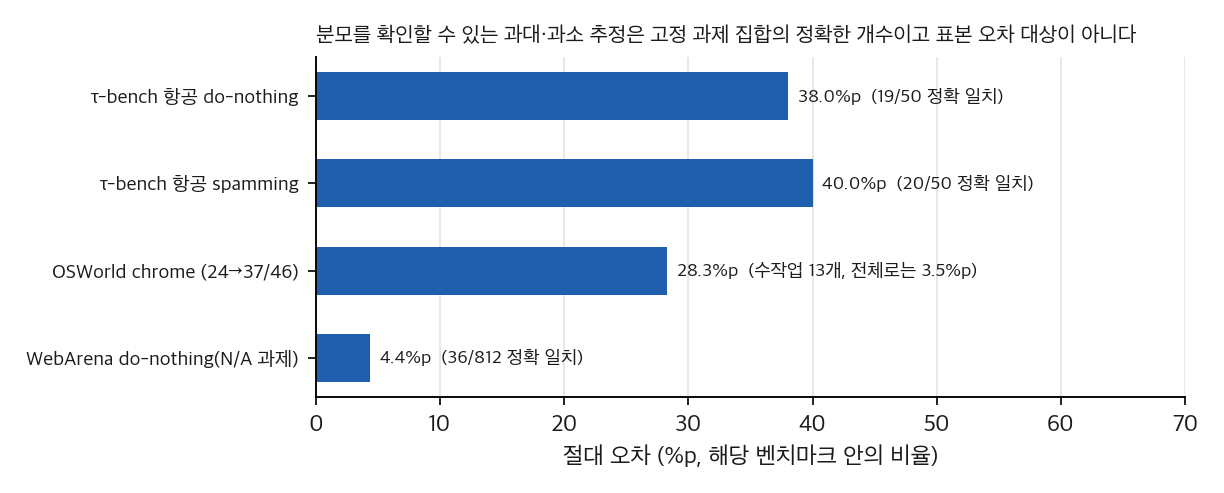 분모를 확인할 수 있는 과대·과소 추정은 고정 과제 집합의 정확한 개수이고 표본 오차 대상이 아니다
τ-bench 항공 do-nothing
38.0%p (19/50 정확 일치)
τ-bench 항공 spamming
40.0%p (20/50 정확 일치)
OSWorld chrome (24→37/46)
28.3%p (수작업 13개, 전체로는 3.5%p)
WebArena do-nothing(N/A 과제)
4.4%p (36/812 정확 일치)
0 10 20 30 40 50 60 70
절대 오차 (%p, 해당 벤치마크 안의 비율)